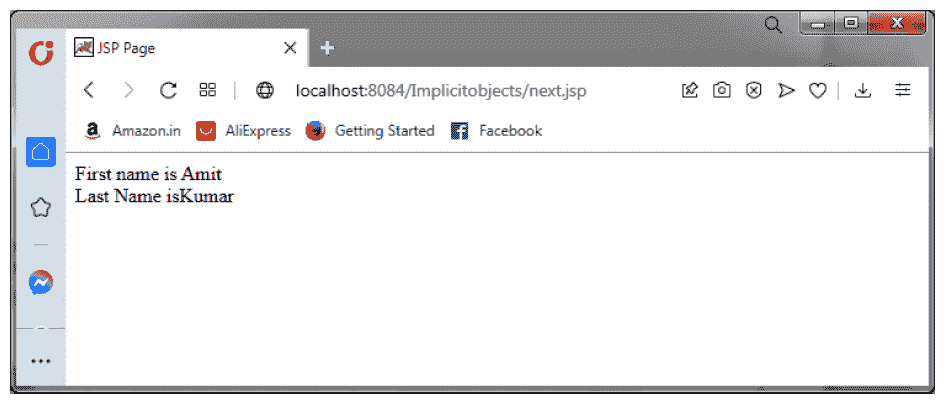 JSP Page
localhost:8084/Implicitobjects/next.jsp
Amazon.in AliExpress Getting Started Facebook
First name is Amit
Last Name isKumar